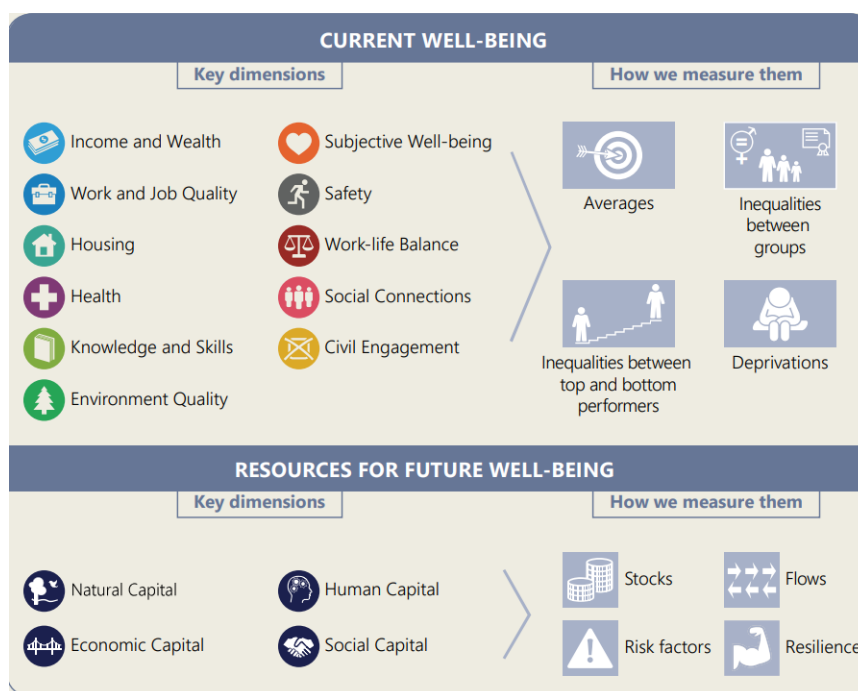 CURRENT WELL-BEING
Key dimensions
How we measure them
Income and Wealth
Work and Job Quality
Housing
Health
Knowledge and Skills
Environment Quality
Subjective Well-being
Safety
Work-life Balance
Social Connections
Civil Engagement
Averages
Inequalities
between
groups
Inequalities between
top and bottom
performers
Deprivations
RESOURCES FOR FUTURE WELL-BEING
Key dimensions
How we measure them
Natural Capital
Economic Capital
Human Capital
Social Capital
Stocks
Flows
Risk factors
Resilience